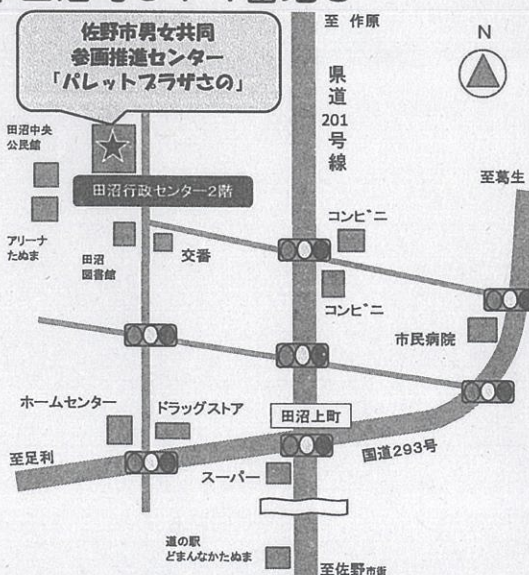 佐野市男女共同
参画推進センター
「パレットプラザさの」
至 作原
N
県道
201
号線
田沼中央
公民館
田沼行政センター2階
至葛生
アリーナ
たぬま
田沼
図書館
交番
コンビニ
コンビニ
市民病院
ホームセンター
ドラッグストア
田沼上町
至足利
国道293号
スーパー
道の駅
どまんなかたぬま
至佐野市街